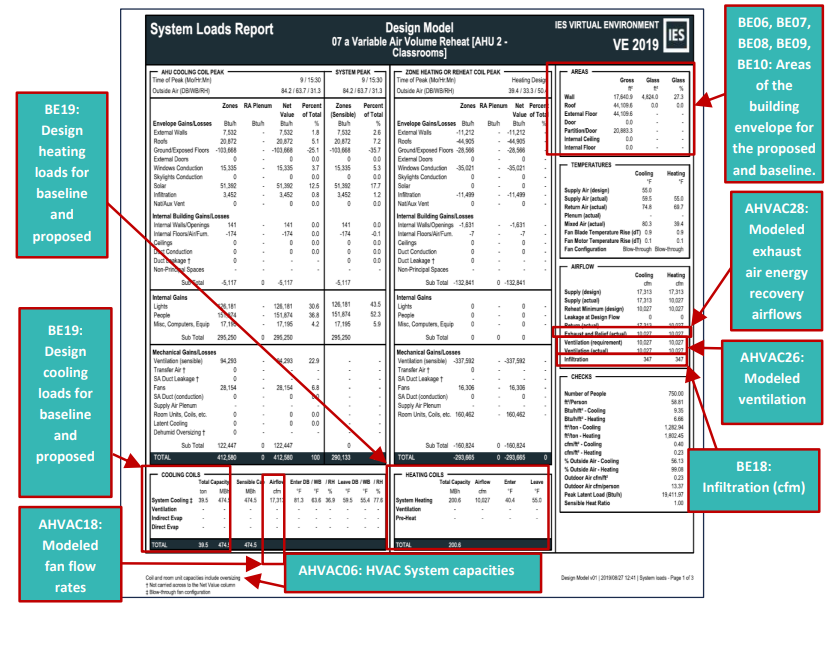 System Loads Report
Design Model
07 a Variable Air Volume Reheat [AHU 2 -
Classrooms]
IES VIRTUAL ENVIRONMENT
VE 2019
IES
AHU COOLING COIL PEAK
SYSTEM PEAK
Time of Peak (Mo/Hr:Mn) 9 / 15:30 9 / 15:30
Outside Air (DB/WB/RH) 84.2 / 63.7 / 31.3 84.2 / 63.7 / 31.3
Zones RA Plenum Net Percent Zones Percent
Value of Total (Sensible) of Total
Envelope Gains/Losses Btu/h Btu/h Btu/h % Btu/h %
External Walls 7,532 - 7,532 1.8 7,532 2.6
Roofs 20,872 - 20,872 5.1 20,872 7.2
Ground/Exposed Floors -103,668 - -103,668 -25.1 -103,668 -35.7
External Doors 0 - 0 0.0 0 0.0
Windows Conduction 15,335 - 15,335 3.7 15,335 5.3
Skylights Conduction 0 - 0 0.0 0 0.0
Solar 51,392 - 51,392 12.5 51,392 17.7
Infiltration 3,452 - 3,452 0.8 3,452 1.2
Nat/Aux Vent 0 - 0 0.0 0 0.0
Internal Building Gains/Losses
Internal Walls/Openings 141 - 141 0.0 141 0.0
Internal Floors/Air/Furn. -174 - -174 0.0 -174 -0.1
Ceilings 0 - 0 0.0 0 0.0
Duct Conduction 0 - 0 0.0 0 0.0
Duct Leakage † 0 - - - - -
Non-Principal Spaces - - - - - -
Sub Total -5,117 0 -5,117 -5,117
Internal Gains
Lights 126,181 - 126,181 30.6 126,181 43.5
People 151,874 - 151,874 36.8 151,874 52.3
Misc, Computers, Equip 17,195 - 17,195 4.2 17,195 5.9
Sub Total 295,250 0 295,250 295,250
Mechanical Gains/Losses
Ventilation (sensible) 94,293 - 94,293 22.9 - -
Transfer Air † 0 - - - - -
SA Duct Leakage † - - - - - -
Fans 28,154 - 28,154 6.8 - -
SA Duct (conduction) 0 - 0 0.0 - -
Supply Air Plenum - - - - - -
Room Units, Coils, etc. 0 - 0 0.0 - -
Latent Cooling 0 - 0 0.0 - -
Dehumid Oversizing † 0 - - - - -
Sub Total 122,447 0 122,447 0
TOTAL 412,580 0 412,580 100 290,133
ZONE HEATING OR REHEAT COIL PEAK
Time of Peak (Mo/Hr:Mn) Heating Design
Outside Air (DB/WB/RH) 39.4 / 33.3 / 50.
Zones RA Plenum Net Percent
Value of Total
Envelope Gains/Losses Btu/h Btu/h Btu/h %
External Walls -11,212 - -11,212 -
Roofs -44,905 - -44,905 -
Ground/Exposed Floors -28,566 - -28,566 -
External Doors 0 - 0 -
Windows Conduction -35,021 - -35,021 -
Skylights Conduction 0 - 0 -
Solar - - - -
Infiltration -11,499 - -11,499 -
Nat/Aux Vent 0 - 0 -
Internal Building Gains/Losses
Internal Walls/Openings -1,631 - -1,631 -
Internal Floors/Air/Furn. -7 - -7 -
Ceilings 0 - 0 -
Duct Conduction 0 - 0 -
Duct Leakage † 0 - - -
Non-Principal Spaces - - - -
Sub Total -132,841 0 -132,841 -
Internal Gains
Lights 0 - 0 -
People 0 - 0 -
Misc, Computers, Equip 0 - 0 -
Sub Total 0 0 0 -
Mechanical Gains/Losses
Ventilation (sensible) -337,592 - -337,592 -
Transfer Air † 0 - - -
SA Duct Leakage † - - - -
Fans 16,306 - 16,306 -
SA Duct (conduction) 0 - 0 -
Supply Air Plenum - - - -
Room Units, Coils, etc. 160,462 - 160,462 -
Sub Total -160,824 0 -160,824
TOTAL -293,665 0 -293,665 0
AREAS
Gross Glass Glass
ft² ft² %
Wall 17,640.9 4,824.0 27.3
Roof 44,109.6 0.0 0.0
External Floor 44,109.6 - -
Door 0.0 - -
Partition/Door 20,883.3 - -
Internal Ceiling 0.0 - -
Internal Floor 0.0 - -
TEMPERATURES
Cooling Heating
°F °F
Supply Air (design) 55.0
Supply Air (actual) 59.5 55.0
Return Air (actual) 74.8 69.7
Plenum (actual) - -
Mixed Air (actual) 80.3 39.4
Fan Blade Temperature Rise (dT) 0.9 0.9
Fan Motor Temperature Rise (dT) 0.1 0.1
Fan Configuration Blow-through Blow-through
AIRFLOW
Cooling Heating
cfm cfm
Supply (design) 17,313 17,313
Supply (actual) 17,313 10,027
Reheat Minimum (design) 10,027 10,027
Leakage at Design Flow 0 0
Return (actual) 17,313 10,027
Exhaust and Relief (actual) 10,027 10,027
Ventilation (requirement) 10,027 10,027
Ventilation (actual) 10,027 10,027
Infiltration 347 347
CHECKS
Number of People 750.00
ft²/Person 58.81
Btu/h/ft² - Cooling 9.35
Btu/h/ft² - Heating 6.66
ft²/ton - Cooling 1,282.94
ft²/ton - Heating 1,802.45
cfm/ft² - Cooling 0.40
cfm/ft² - Heating 0.23
% Outside Air - Cooling 56.13
% Outside Air - Heating 99.08
Outdoor Air cfm/ft² 0.23
Outdoor Air cfm/person 13.37
Peak Latent Load (Btu/h) 19,411.97
Sensible Heat Ratio 1.00
COOLING COILS
Total Capacity Sensible Cap Airflow Enter DB / WB / RH Leave DB / WB / RH
ton MBh MBh cfm °F °F % °F °F %
System Cooling ‡ 39.5 474.5 474.5 17,313 81.3 63.6 36.9 59.5 55.4 77.6
Ventilation - - - - - - - - - -
Indirect Evap - - - - - - - - - -
Direct Evap - - - - - - - - - -
TOTAL 39.5 474.5 474.5
HEATING COILS
Total Capacity Airflow Enter Leave
MBh cfm °F °F
System Heating 200.6 10,027 40.4 55.0
Ventilation - - - -
Pre-Heat - - - -
TOTAL 200.6
Coil and room unit capacities include oversizing
† Not carried across to the Net Value column
‡ Blow-through fan configuration
Design Model v01 | 2019/08/27 12:41 | System loads - Page 1 of 3
BE19:
Design
heating
loads for
baseline
and
proposed
BE19:
Design
cooling
loads for
baseline
and
proposed
AHVAC18:
Modeled
fan flow
rates
AHVAC06: HVAC System capacities
BE06, BE07,
BE08, BE09,
BE10: Areas
of the
building
envelope for
the proposed
and baseline.
AHVAC28:
Modeled
exhaust
air energy
recovery
airflows
AHVAC26:
Modeled
ventilation
BE18:
Infiltration (cfm)